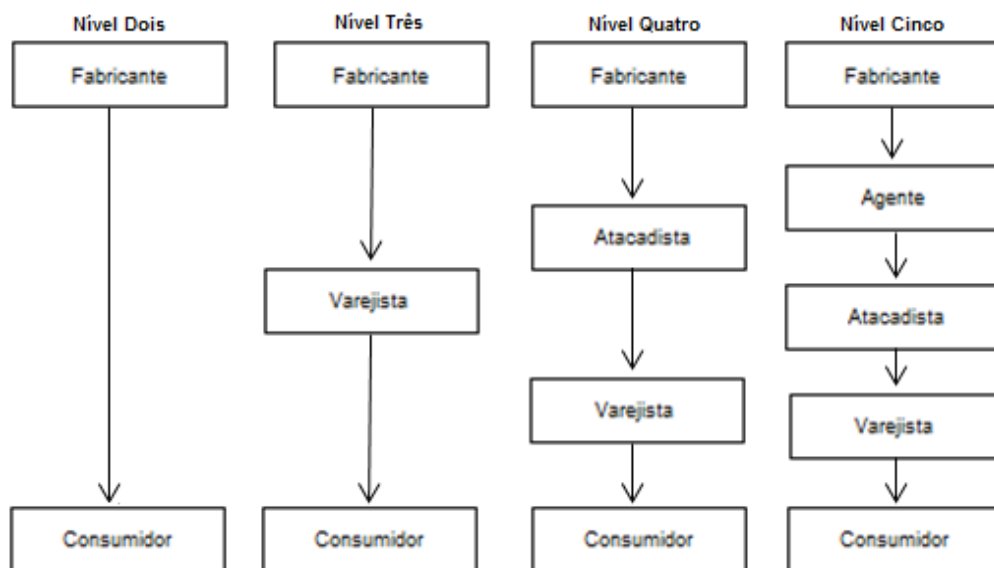 Nível Dois
Fabricante
Consumidor
Nível Três
Fabricante
Varejista
Consumidor
Nível Quatro
Fabricante
Atacadista
Varejista
Consumidor
Nível Cinco
Fabricante
Agente
Atacadista
Varejista
Consumidor